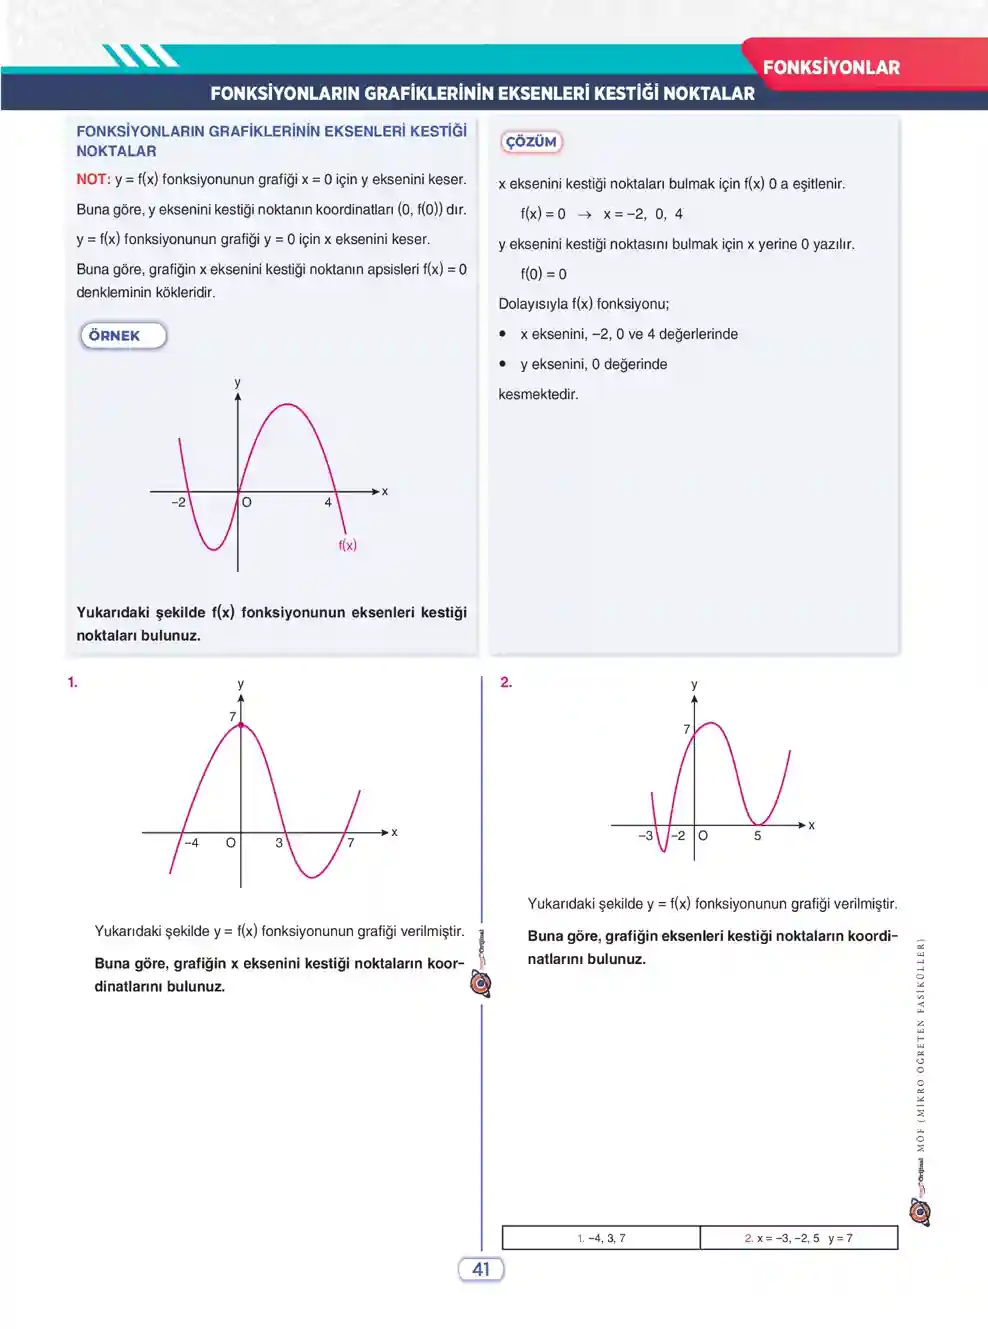 FONKSİYONLAR
FONKSİYONLARIN GRAFİKLERİNİN EKSENLERİ KESTİĞİ NOKTALAR
FONKSİYONLARIN GRAFİKLERİNİN EKSENLERİ KESTİĞİ
NOKTALAR
NOT: y = f(x) fonksiyonunun grafiği x = 0 için y eksenini keser.
Buna göre, y eksenini kestiği noktanın koordinatları (0, f(0)) dır.
y = f(x) fonksiyonunun grafiği y = 0 için x eksenini keser.
Buna göre, grafiğin x eksenini kestiği noktanın apsisleri f(x) = 0
denkleminin kökleridir.
ÖRNEK
y
x
–2
O
4
f(x)
Yukarıdaki şekilde f(x) fonksiyonunun eksenleri kestiği
noktaları bulunuz.
ÇÖZÜM
x eksenini kestiği noktaları bulmak için f(x) 0 a eşitlenir.
f(x) = 0 → x = –2, 0, 4
y eksenini kestiği noktasını bulmak için x yerine 0 yazılır.
f(0) = 0
Dolayısıyla f(x) fonksiyonu;
• x eksenini, –2, 0 ve 4 değerlerinde
• y eksenini, 0 değerinde
kesmektedir.
1.
y
7
x
–4
O
3
7
Yukarıdaki şekilde y = f(x) fonksiyonunun grafiği verilmiştir.
Buna göre, grafiğin x eksenini kestiği noktaların koor-
dinatlarını bulunuz.
2.
y
7
x
–3
–2
O
5
Yukarıdaki şekilde y = f(x) fonksiyonunun grafiği verilmiştir.
Buna göre, grafiğin eksenleri kestiği noktaların koordi-
natlarını bulunuz.
Orijinal
Orijinal MÖF (MİKRO ÖĞRETEN FASİKÜLLER)
1. –4, 3, 7
2. x = –3, –2, 5 y = 7
41